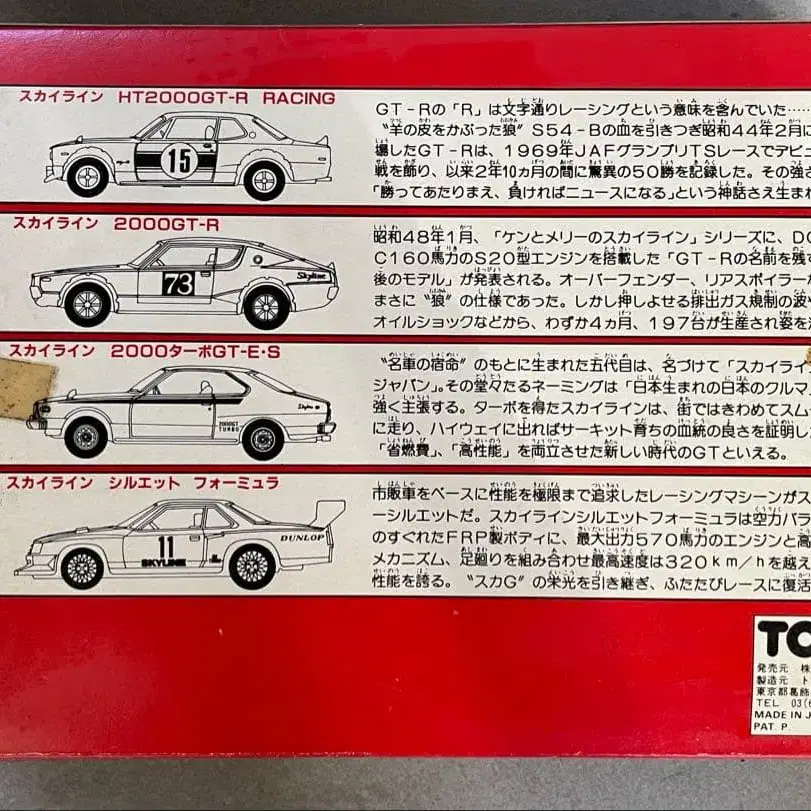 スカイライン HT2000GT-R RACING
15
GT-Rの「R」は文字通りレーシングという意味を含んでいた……
〝羊の皮をかぶった狼〟S54-Bの血を引きつぎ昭和44年2月に
場したGT-Rは、1969年JAFグランプリTSレースでデビュ
戦を飾り、以来2年10ヵ月の間に驚異の50勝を記録した。その強さ
「勝ってあたりまえ、負ければニュースになる」という神話さえ生まれ
スカイライン 2000GT-R
73
Skyline
昭和48年1月、「ケンとメリーのスカイライン」シリーズに、DO
C160馬力のS20型エンジンを搭載した「GT-Rの名前を残す
後のモデル」が発表される。オーバーフェンダー、リアスポイラーな
まさに〝狼〟の仕様であった。しかし押しよせる排出ガス規制の波
オイルショックなどから、わずか4ヵ月、197台が生産され姿を
スカイライン 2000ターボGT-E・S
2000GT
TURBO
〝名車の宿命〟のもとに生まれた五代目は、名づけて「スカイライ
ジャパン」。その堂々たるネーミングは「日本生まれの日本のクルマ
強く主張する。ターボを得たスカイラインは、街ではきわめてスム
に走り、ハイウェイに出ればサーキット育ちの血統の良さを証明し
「省燃費」、「高性能」を両立させた新しい時代のGTといえる。
スカイライン シルエット フォーミュラ
11
SKYLINE
DUNLOP
市販車をベースに性能を極限まで追求したレーシングマシーンがス
ーシルエットだ。スカイラインシルエットフォーミュラは空力バラ
のすぐれたFRP製ボディに、最大出力570馬力のエンジンと高
メカニズム、足廻りを組み合わせ最高速度は320km/hを越え
性能を誇る。〝スカG〟の栄光を引き継ぎ、ふたたびレースに復活
TO
発売元 株
製造元 ト
東京都葛飾
TEL 03(6
MADE IN J
PAT. P.